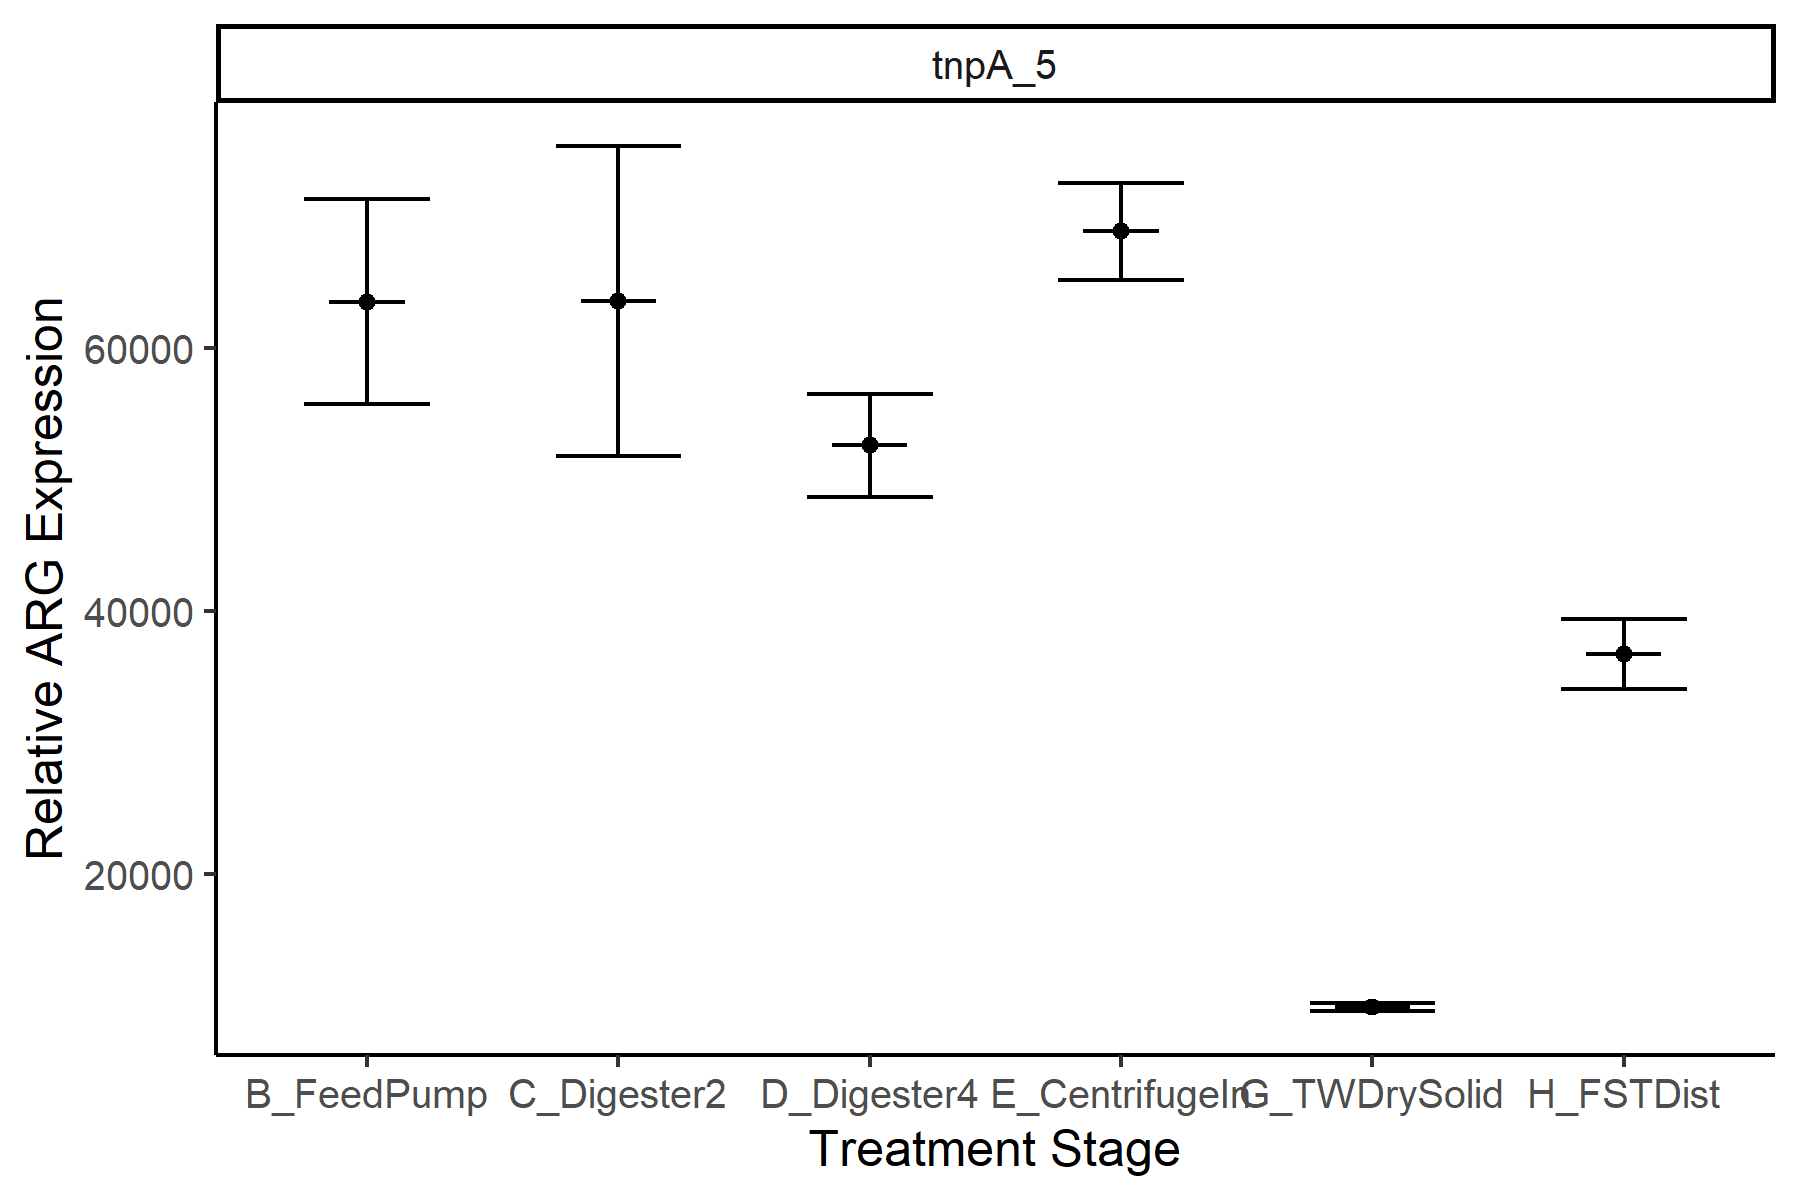 tnpA_5
Relative ARG Expression
60000
40000
20000
B_FeedPump C_Digester2 D_Digester4 E_CentrifugeIn G_TWDrySolid H_FSTDist
Treatment Stage